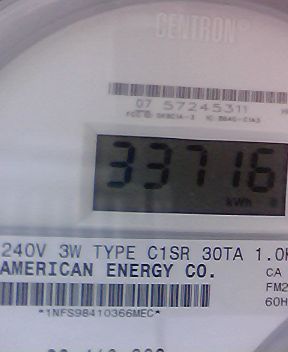 CENTRON®
07 57245311
33716
kWh
240V 3W TYPE C1SR 30TA 1.0
AMERICAN ENERGY CO.
CA
FM2
60H
*1NFS98410366MEC*